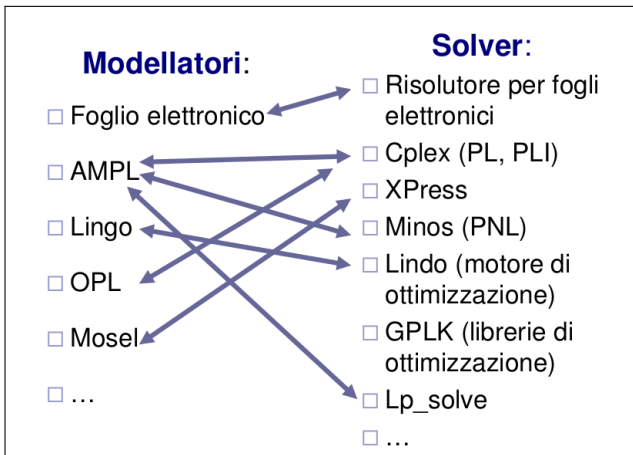 Modellatori:
Foglio elettronico
AMPL
Lingo
OPL
Mosel
...
Solver:
Risolutore per fogli
elettronici
Cplex (PL, PLI)
XPress
Minos (PNL)
Lindo (motore di
ottimizzazione)
GPLK (librerie di
ottimizzazione)
Lp_solve
...